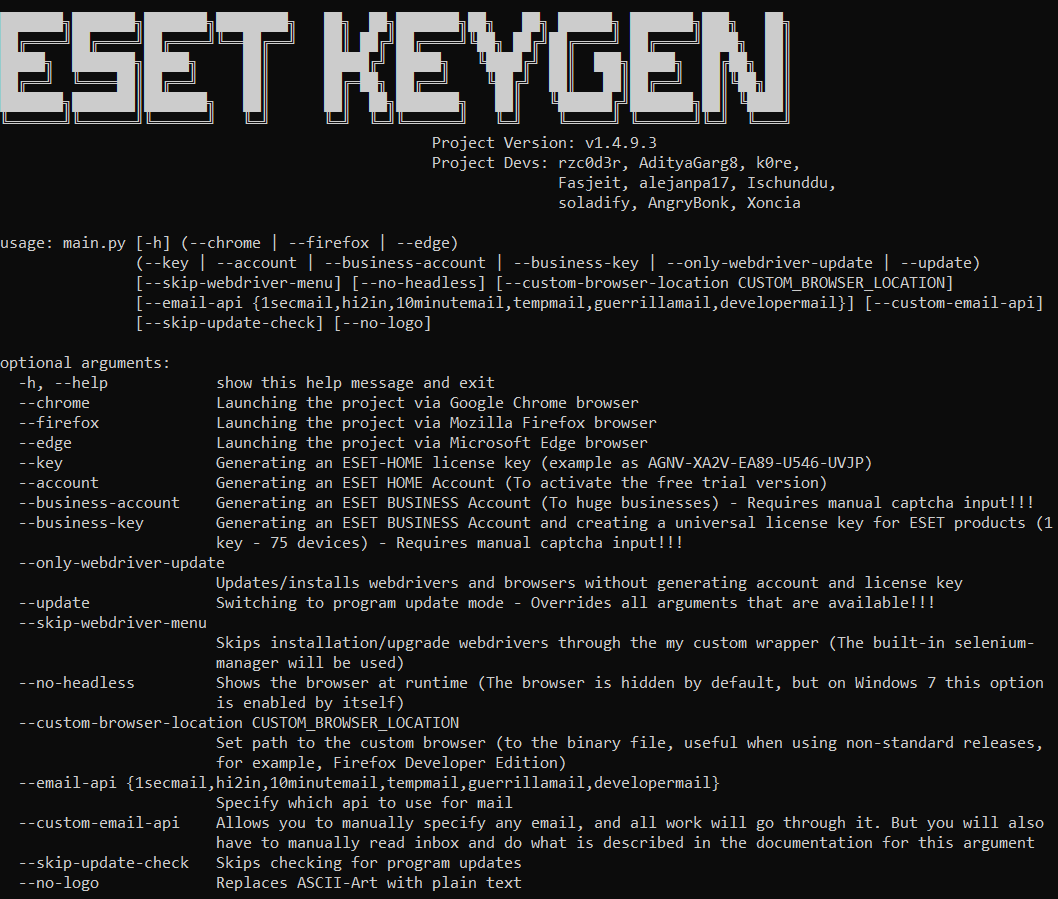 ESET KEYGEN
Project Version: v1.4.9.3
Project Devs: rzc0d3r, AdityaGarg8, k0re,
Fasjeit, alejanpa17, Ischunddu,
soladify, AngryBonk, Xoncia
usage: main.py [-h] (--chrome | --firefox | --edge)
(--key | --account | --business-account | --business-key | --only-webdriver-update | --update)
[--skip-webdriver-menu] [--no-headless] [--custom-browser-location CUSTOM_BROWSER_LOCATION]
[--email-api {1secmail,hi2in,10minutemail,tempmail,guerrillamail,developermail}] [--custom-email-api]
[--skip-update-check] [--no-logo]
optional arguments:
-h, --help show this help message and exit
--chrome Launching the project via Google Chrome browser
--firefox Launching the project via Mozilla Firefox browser
--edge Launching the project via Microsoft Edge browser
--key Generating an ESET-HOME license key (example as AGNV-XA2V-EA89-U546-UVJP)
--account Generating an ESET HOME Account (To activate the free trial version)
--business-account Generating an ESET BUSINESS Account (To huge businesses) - Requires manual captcha input!!!
--business-key Generating an ESET BUSINESS Account and creating a universal license key for ESET products (1
key - 75 devices) - Requires manual captcha input!!!
--only-webdriver-update
Updates/installs webdrivers and browsers without generating account and license key
--update Switching to program update mode - Overrides all arguments that are available!!!
--skip-webdriver-menu
Skips installation/upgrade webdrivers through the my custom wrapper (The built-in selenium-
manager will be used)
--no-headless Shows the browser at runtime (The browser is hidden by default, but on Windows 7 this option
is enabled by itself)
--custom-browser-location CUSTOM_BROWSER_LOCATION
Set path to the custom browser (to the binary file, useful when using non-standard releases,
for example, Firefox Developer Edition)
--email-api {1secmail,hi2in,10minutemail,tempmail,guerrillamail,developermail}
Specify which api to use for mail
--custom-email-api Allows you to manually specify any email, and all work will go through it. But you will also
have to manually read inbox and do what is described in the documentation for this argument
--skip-update-check Skips checking for program updates
--no-logo Replaces ASCII-Art with plain text